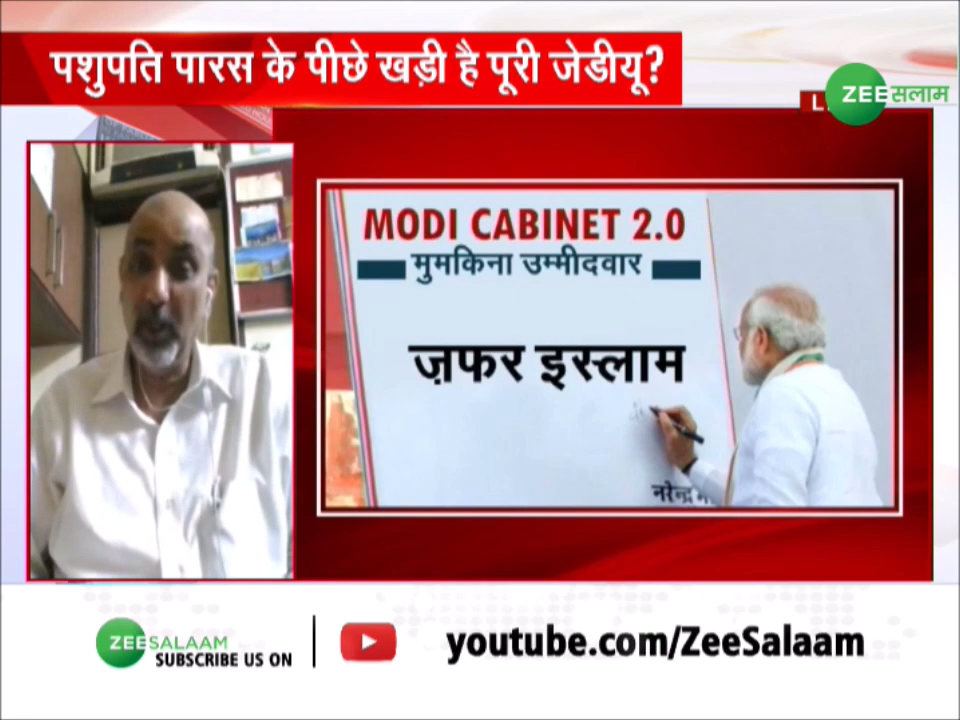 पशुपति पारस के पीछे खड़ी है पूरी जेडीयू?
ZEE सलाम
MODI CABINET 2.0
मुमकिना उम्मीदवार
ज़फर इस्लाम
नरेन्द्र
ZEE SALAAM
SUBSCRIBE US ON
youtube.com/ZeeSalaam